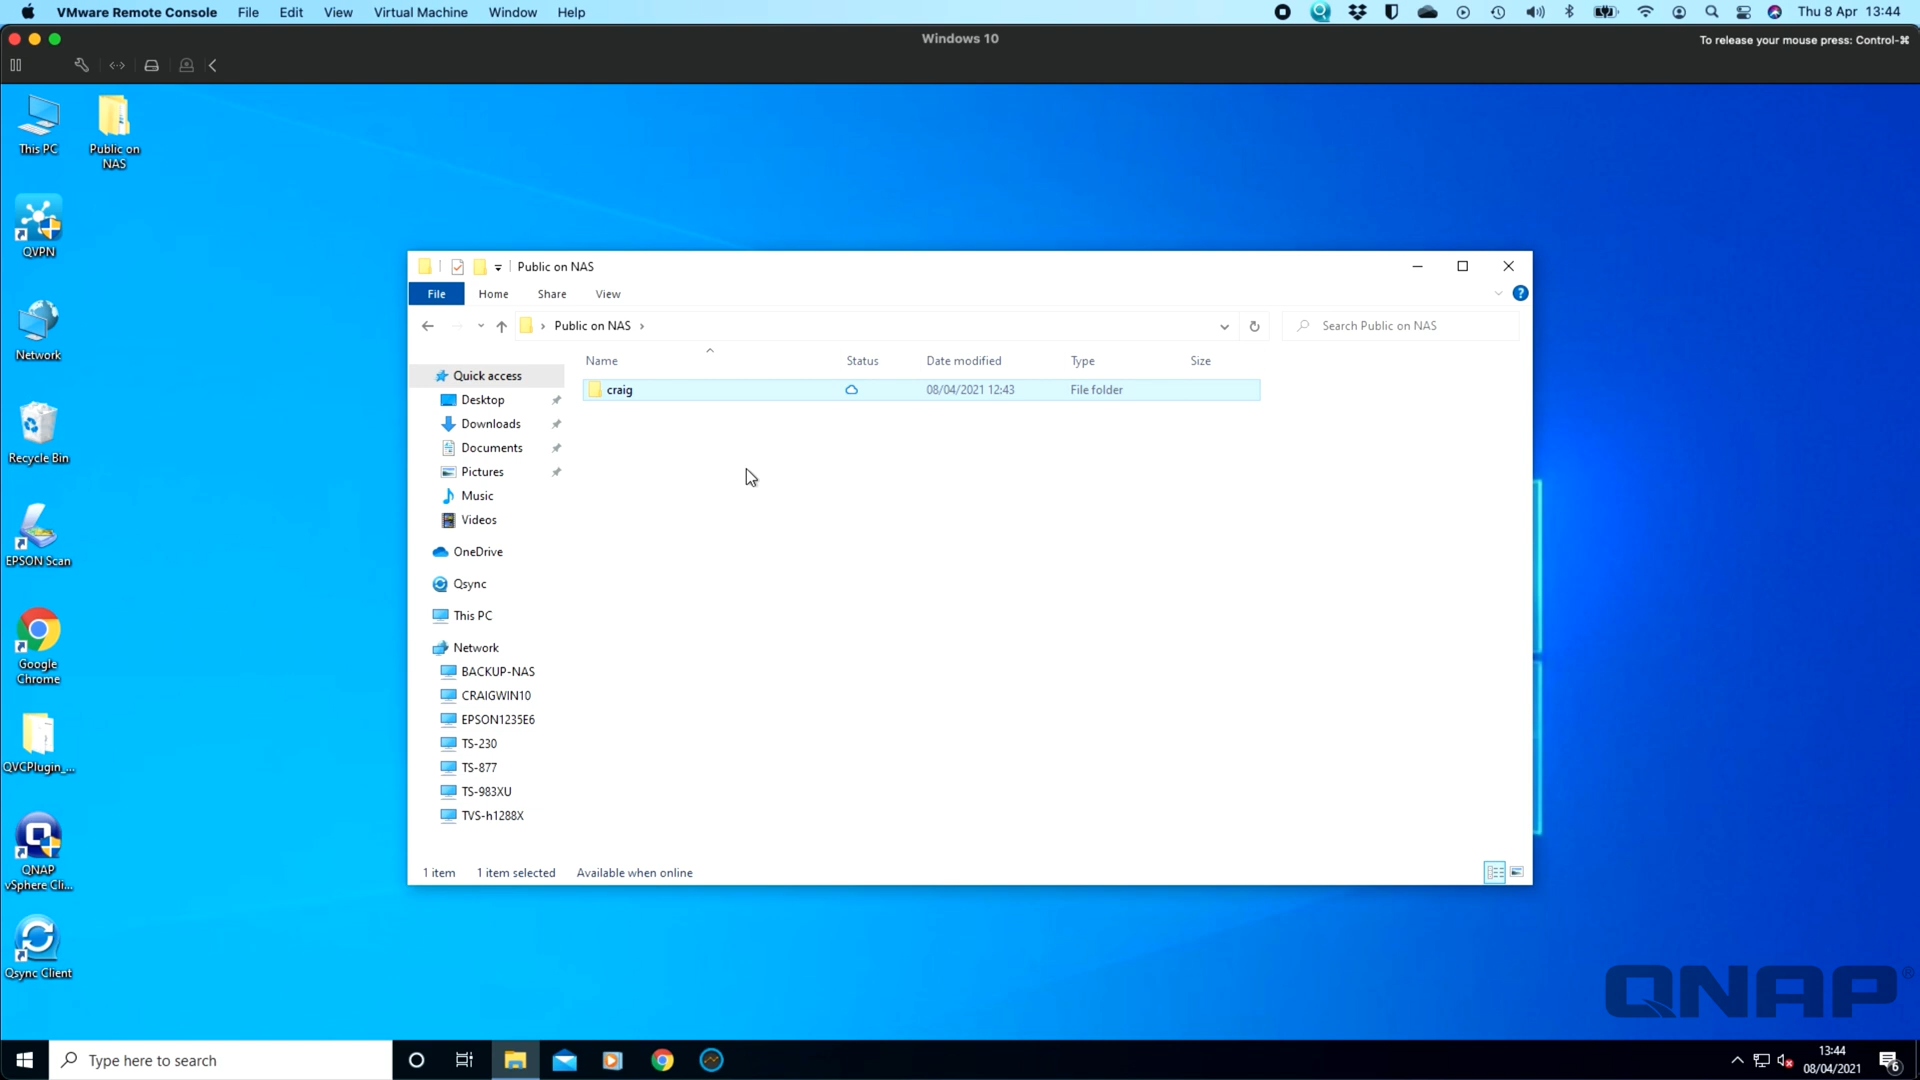 VMware Remote Console File Edit View Virtual Machine Window Help Thu 8 Apr 13:44
Windows 10
To release your mouse press: Control-⌘
This PC
Public on
NAS
QVPN
Network
Recycle Bin
EPSON Scan
Google
Chrome
QVCPlugin_...
QNAP
vSphere Cli...
Qsync Client
Public on NAS
File Home Share View
Public on NAS
Search Public on NAS
Name Status Date modified Type Size
craig 08/04/2021 12:43 File folder
Quick access
Desktop
Downloads
Documents
Pictures
Music
Videos
OneDrive
Qsync
This PC
Network
BACKUP-NAS
CRAIGWIN10
EPSON1235E6
TS-230
TS-877
TS-983XU
TVS-h1288X
1 item 1 item selected Available when online
QNAP®
Type here to search
13:44
08/04/2021
6